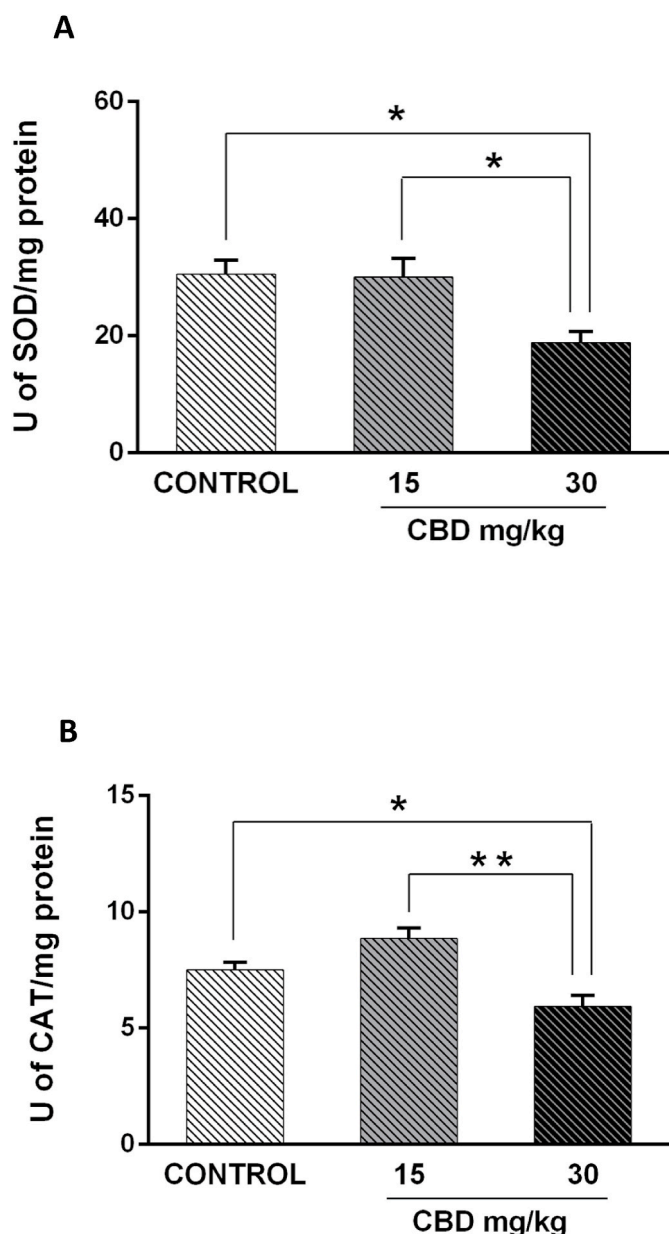 A
60
*
*
40
20
0
U of SOD/mg protein
CONTROL 15 30
CBD mg/kg
B
15
*
**
10
5
0
U of CAT/mg protein
CONTROL 15 30
CBD mg/kg